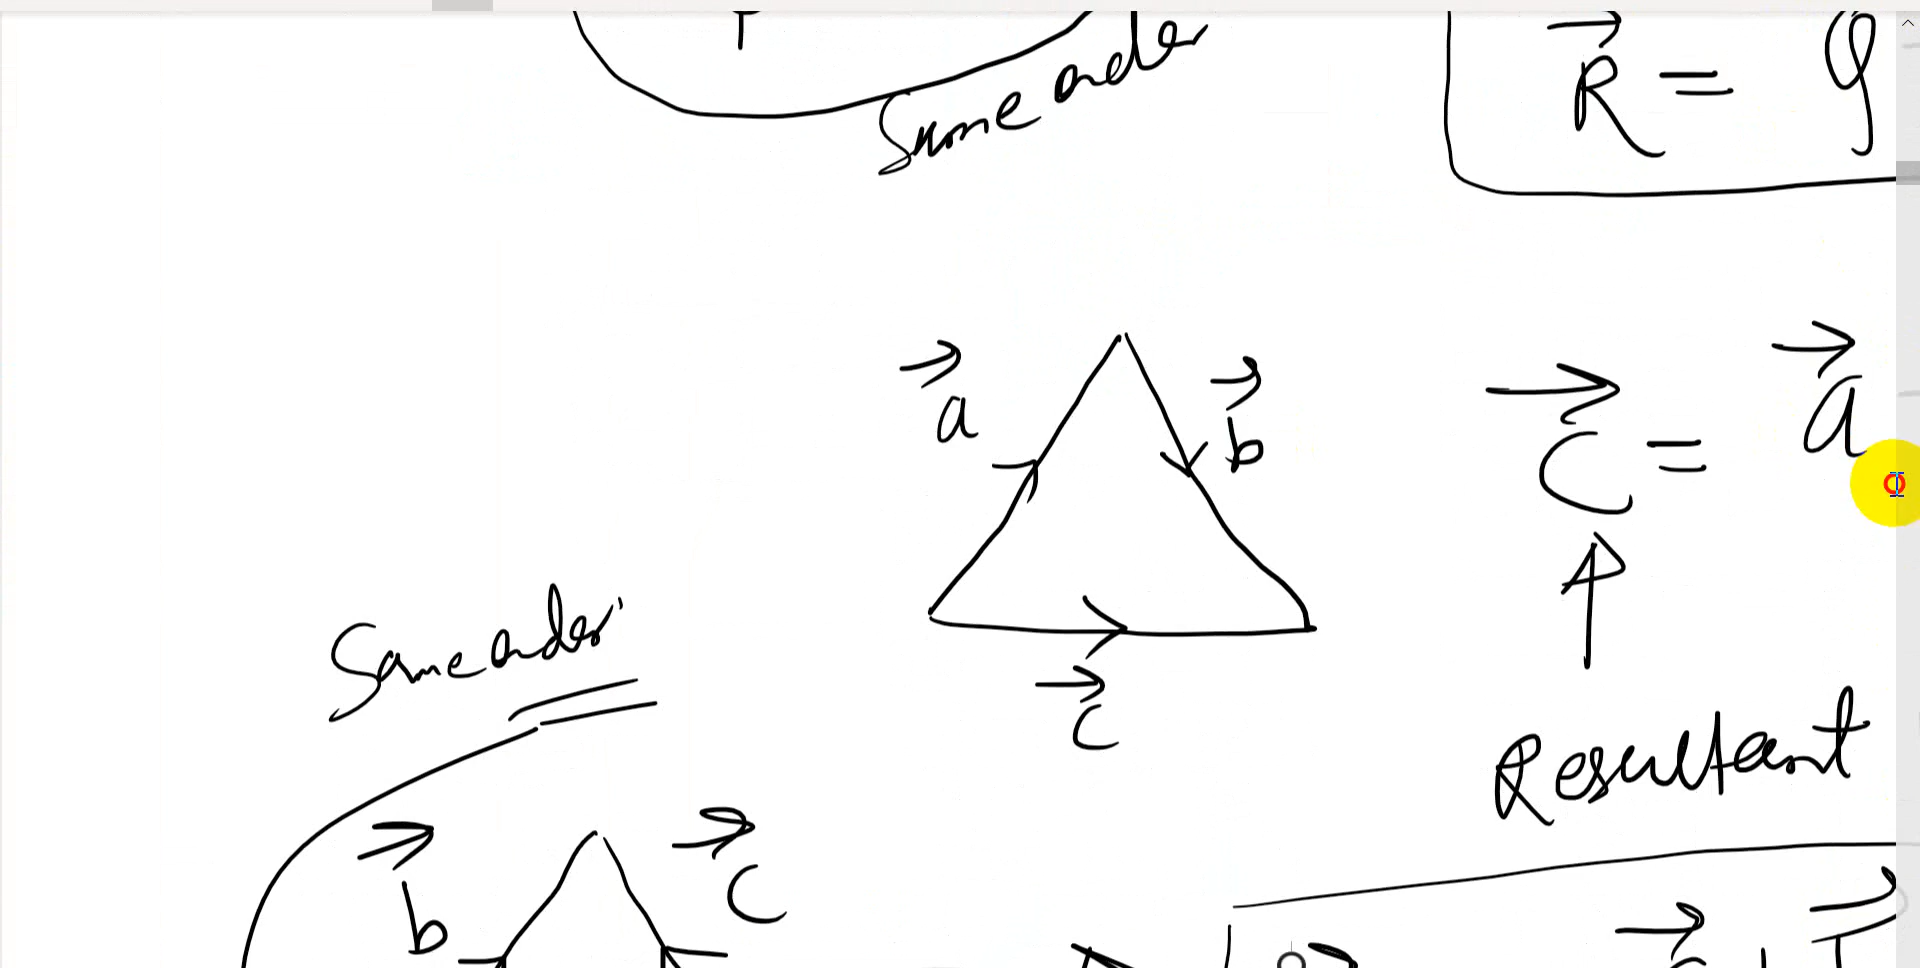 Same order
R⃗ =
a⃗
b⃗
c⃗ = a⃗
Same order
c⃗
Resultant
b⃗
c⃗